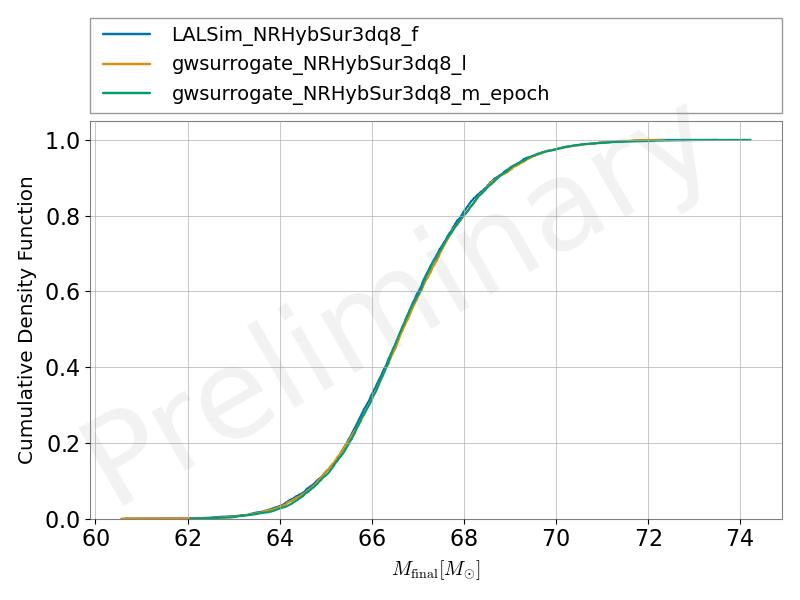 LALSim_NRHybSur3dq8_f
gwsurrogate_NRHybSur3dq8_l
gwsurrogate_NRHybSur3dq8_m_epoch
1.0
0.8
0.6
0.4
0.2
0.0
Cumulative Density Function
Preliminary
60 62 64 66 68 70 72 74
M_final[M_⊙]